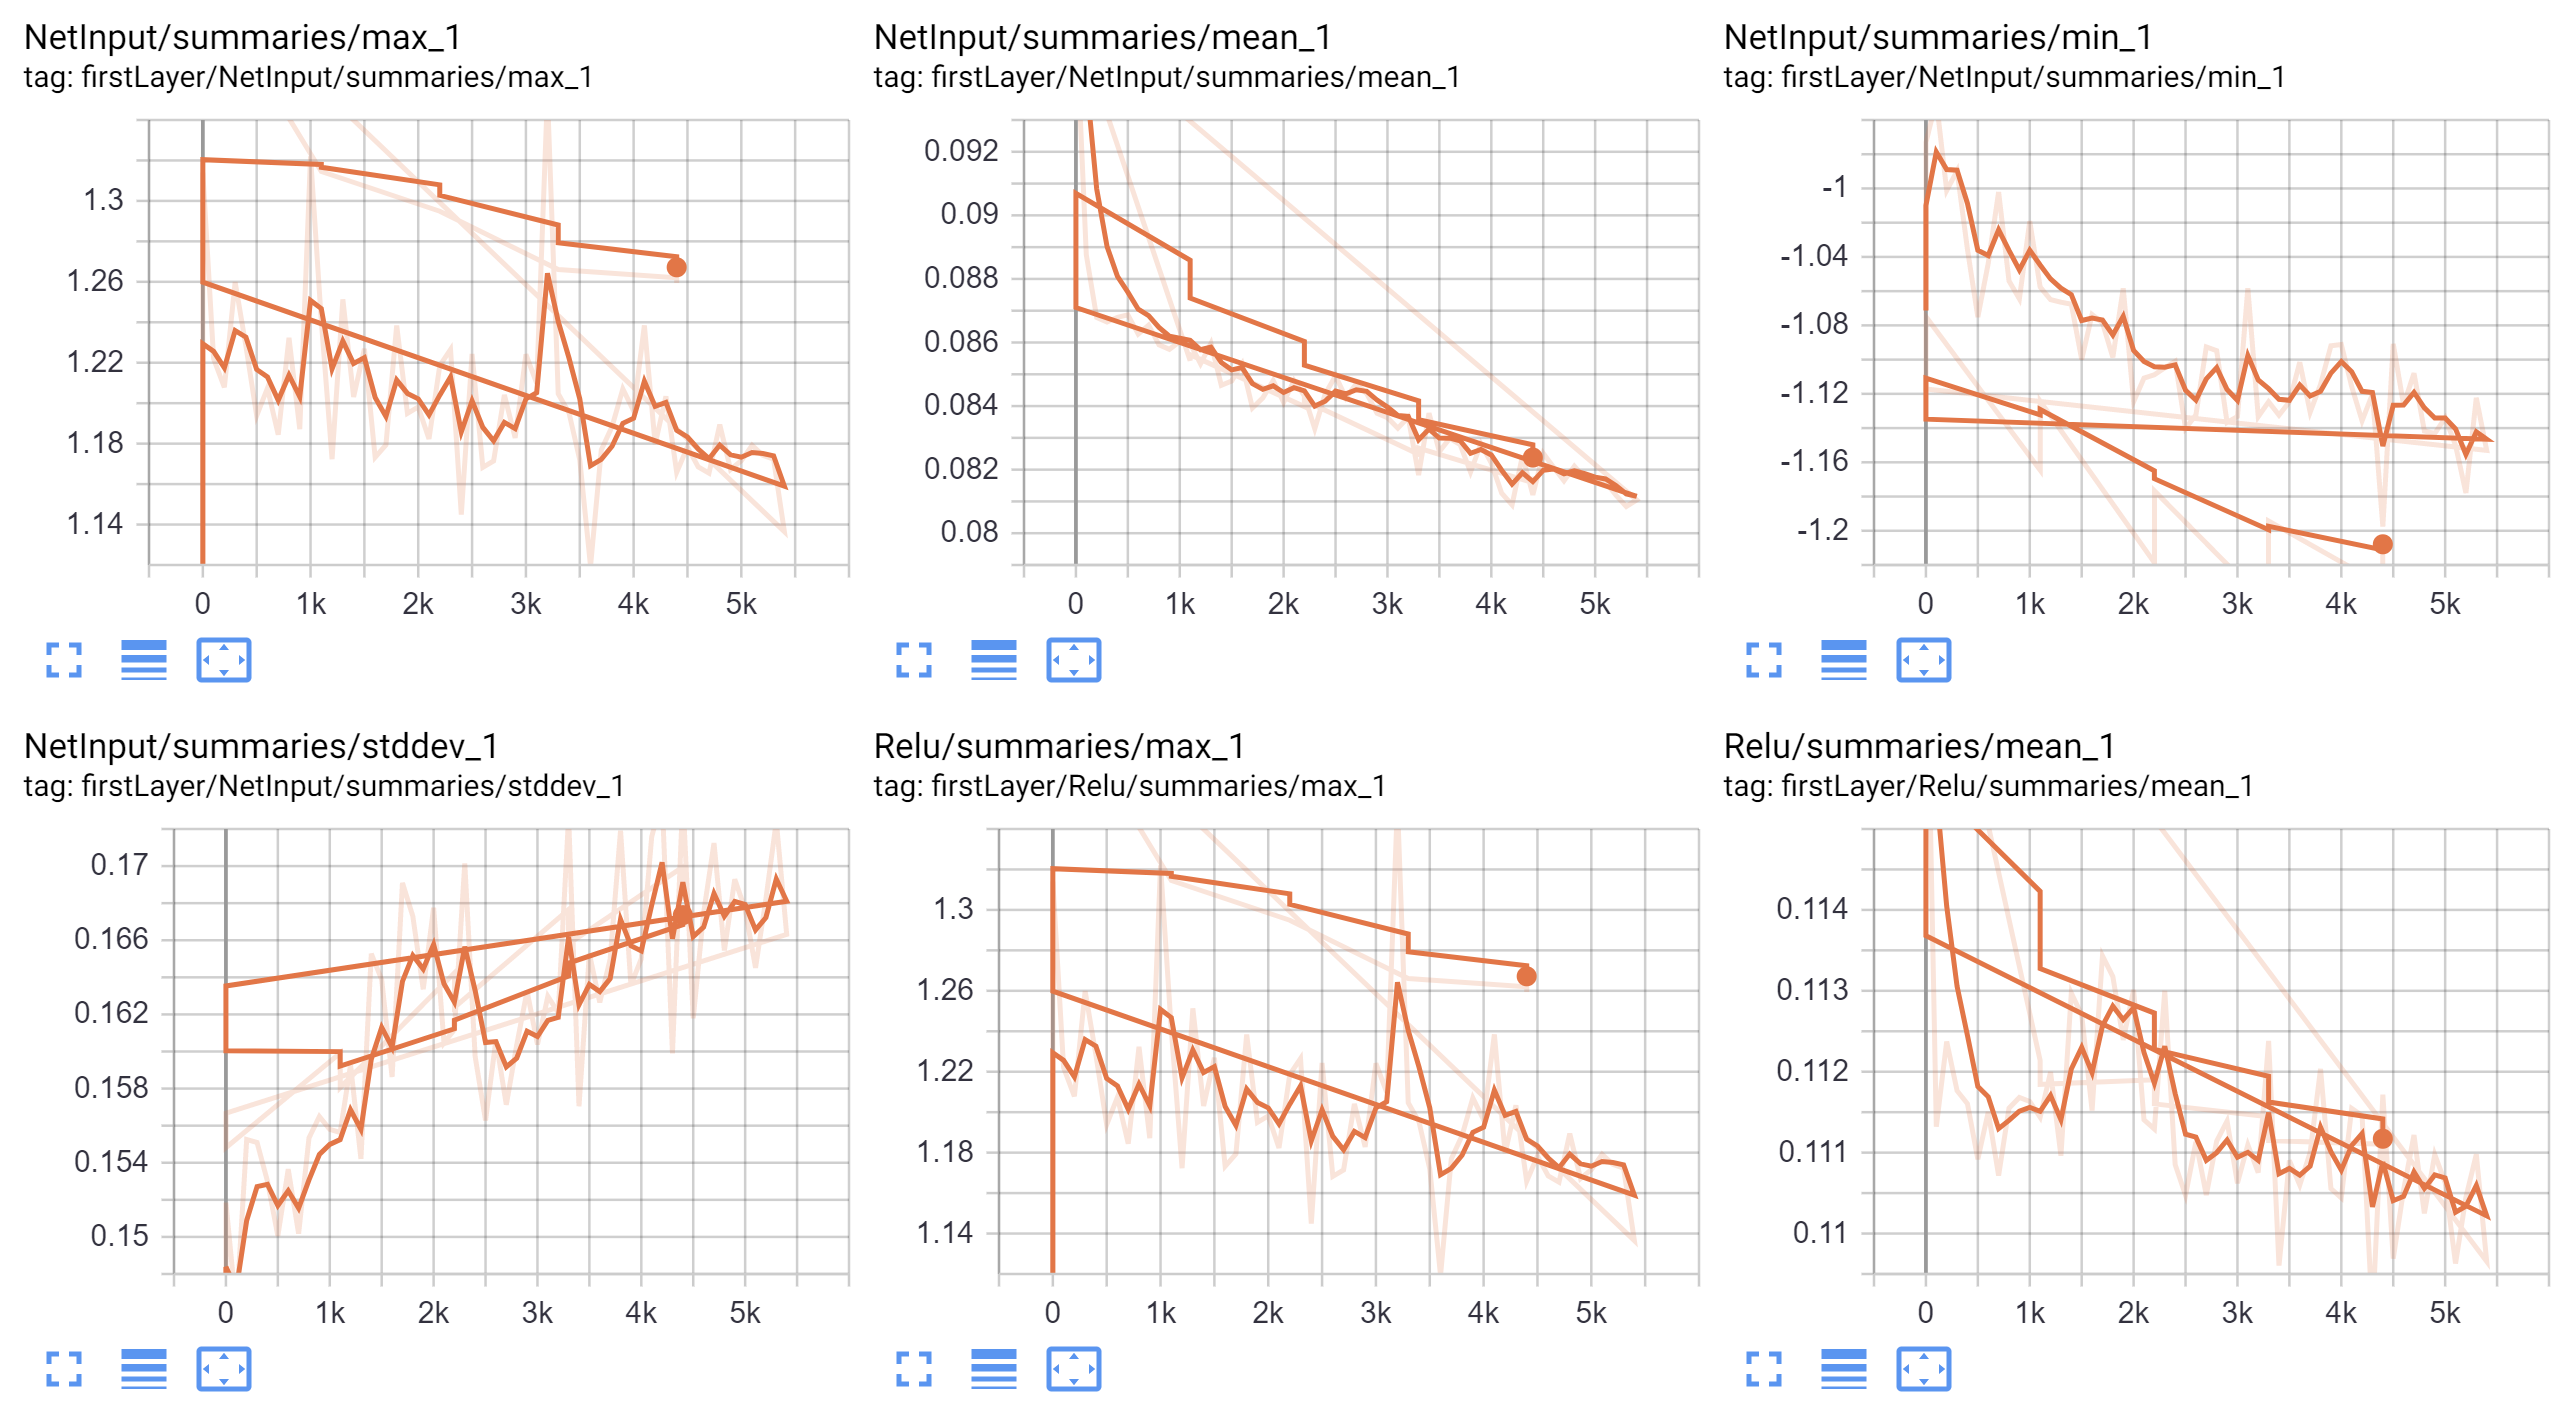 NetInput/summaries/max_1
tag: firstLayer/NetInput/summaries/max_1
1.3
1.26
1.22
1.18
1.14
0 1k 2k 3k 4k 5k
NetInput/summaries/mean_1
tag: firstLayer/NetInput/summaries/mean_1
0.092
0.09
0.088
0.086
0.084
0.082
0.08
0 1k 2k 3k 4k 5k
NetInput/summaries/min_1
tag: firstLayer/NetInput/summaries/min_1
-1
-1.04
-1.08
-1.12
-1.16
-1.2
0 1k 2k 3k 4k 5k
NetInput/summaries/stddev_1
tag: firstLayer/NetInput/summaries/stddev_1
0.17
0.166
0.162
0.158
0.154
0.15
0 1k 2k 3k 4k 5k
Relu/summaries/max_1
tag: firstLayer/Relu/summaries/max_1
1.3
1.26
1.22
1.18
1.14
0 1k 2k 3k 4k 5k
Relu/summaries/mean_1
tag: firstLayer/Relu/summaries/mean_1
0.114
0.113
0.112
0.111
0.11
0 1k 2k 3k 4k 5k